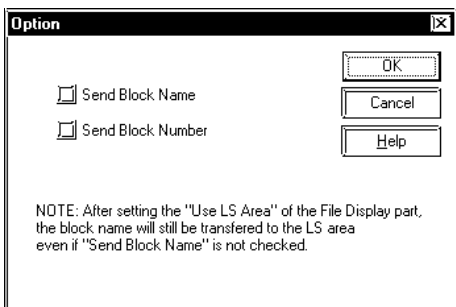 Option
OK
Send Block Name
Cancel
Send Block Number
Help
NOTE: After setting the "Use LS Area" of the File Display part,
the block name will still be transfered to the LS area
even if "Send Block Name" is not checked.